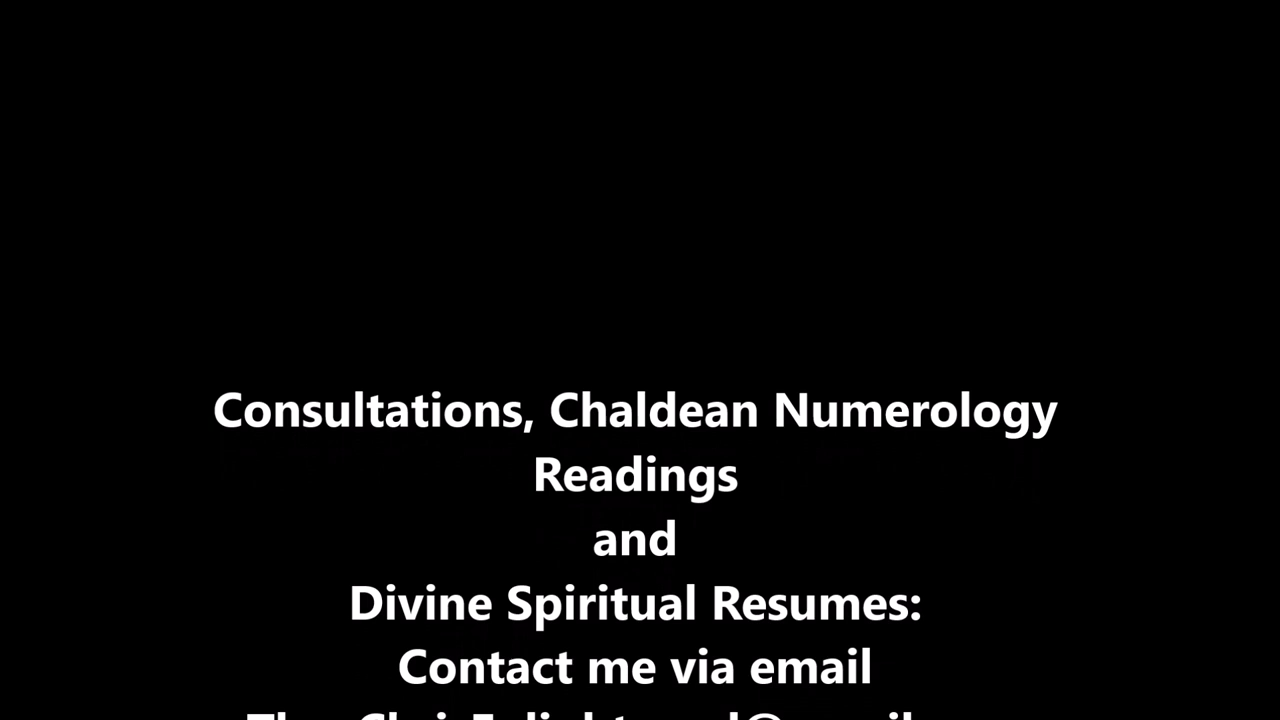 Consultations, Chaldean Numerology
Readings
and
Divine Spiritual Resumes:
Contact me via email